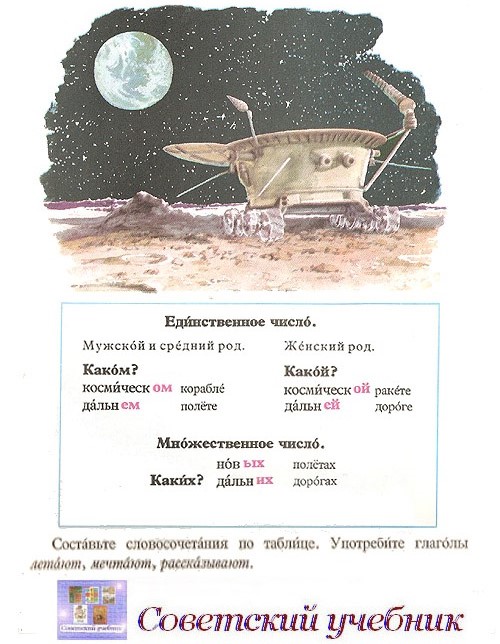 Еди́нственное число́.
Мужско́й и сре́дний род. Же́нский род.
Како́м? Како́й?
косми́ческ ом корабле́ косми́ческ ой раке́те
да́льн ем полёте да́льн ей доро́ге
Мно́жественное число́.
но́в ых полётах
Каки́х? да́льн их доро́гах
Соста́вьте словосочета́ния по табли́це. Употреби́те глаго́лы
лета́ют, мечта́ют, расска́зывают.
Советский учебник
Советский учебник